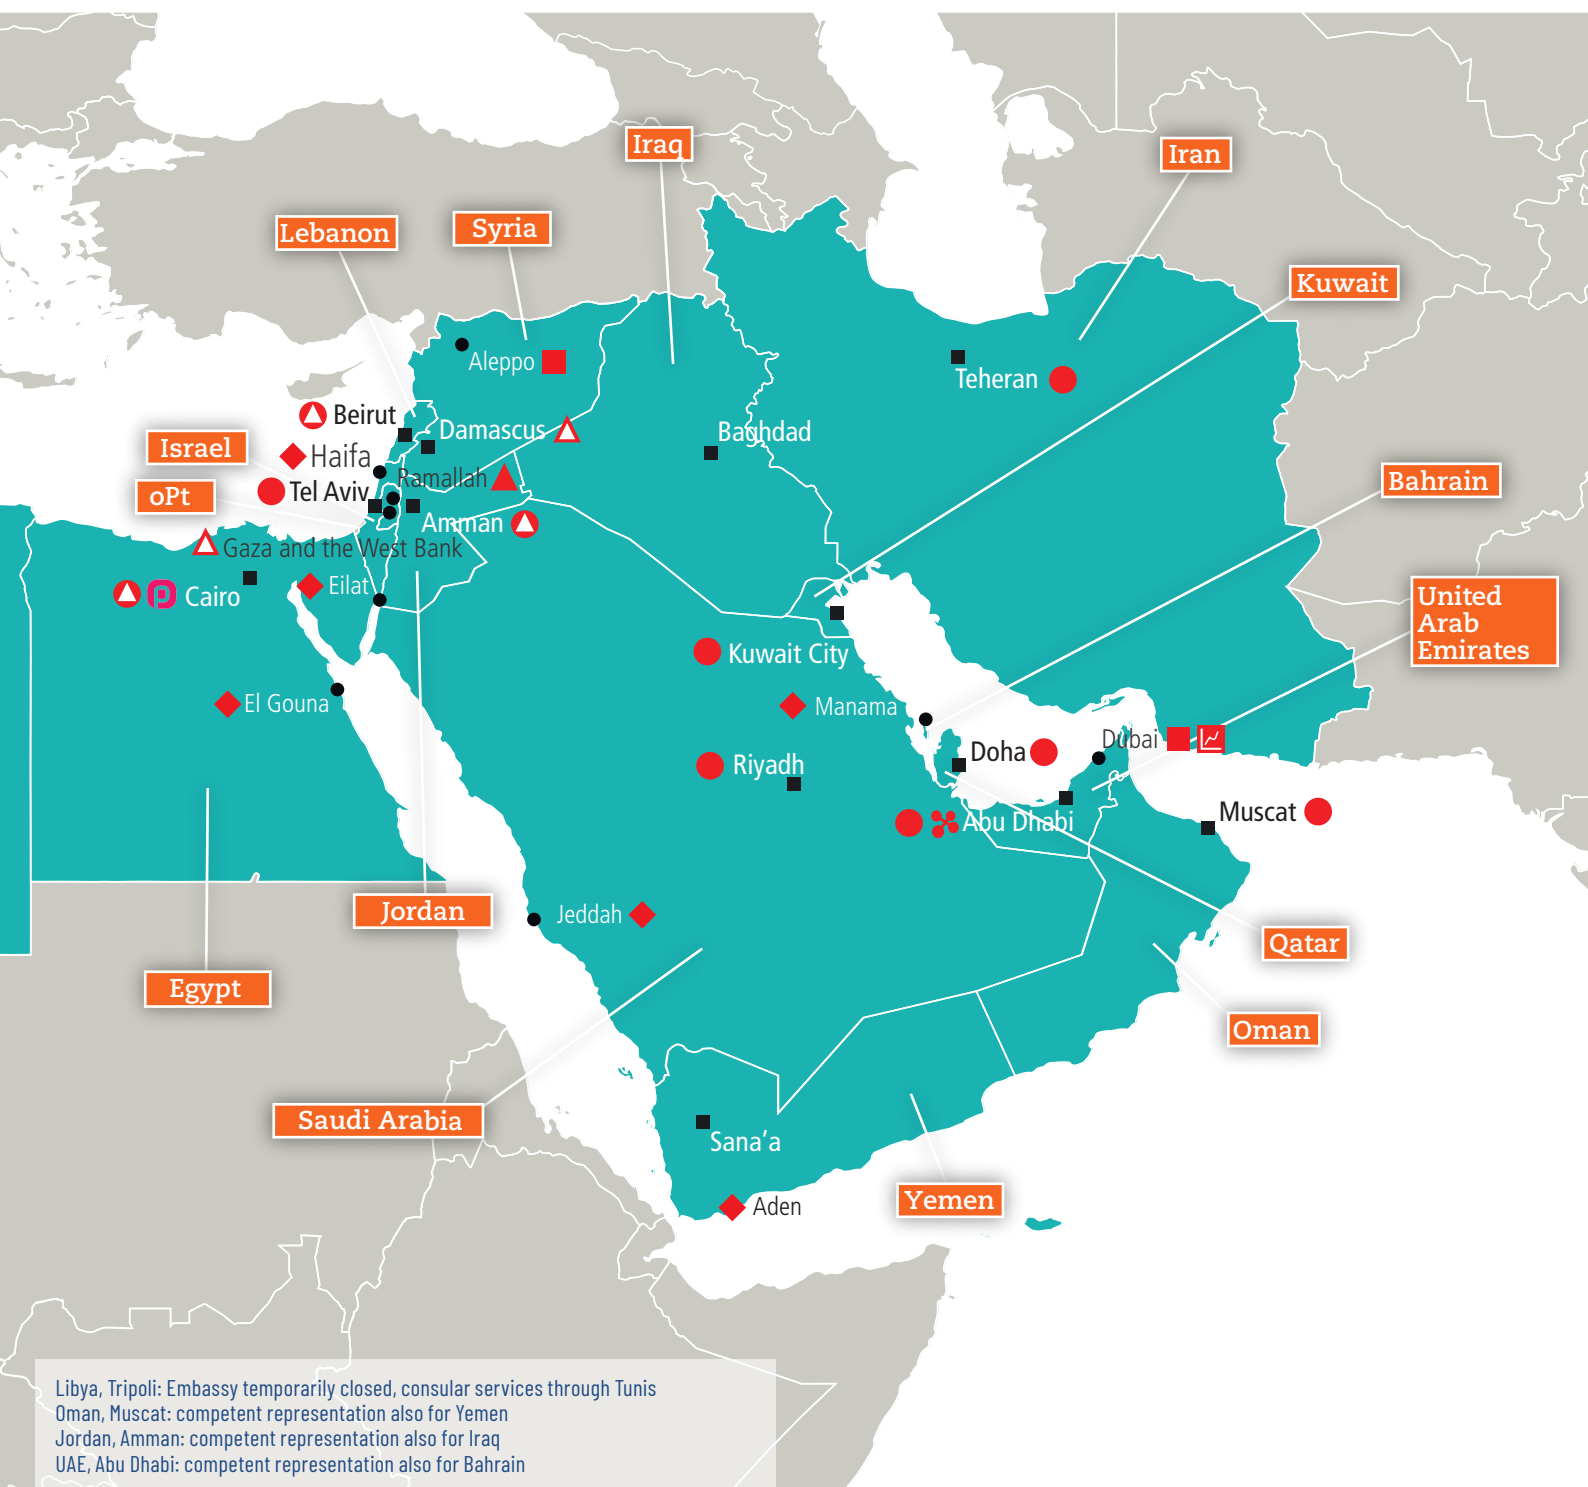 Iraq
Iran
Lebanon
Syria
Kuwait
Aleppo
Teheran
Beirut
Damascus
Baghdad
Israel
Haifa
Ramallah
Bahrain
oPt
Tel Aviv
Amman
Gaza and the West Bank
Eilat
Cairo
United
Arab
Emirates
Kuwait City
El Gouna
Manama
Dubai
Doha
Riyadh
Muscat
Abu Dhabi
Jordan
Jeddah
Qatar
Egypt
Oman
Saudi Arabia
Sana'a
Yemen
Aden
Libya, Tripoli: Embassy temporarily closed, consular services through Tunis
Oman, Muscat: competent representation also for Yemen
Jordan, Amman: competent representation also for Iraq
UAE, Abu Dhabi: competent representation also for Bahrain